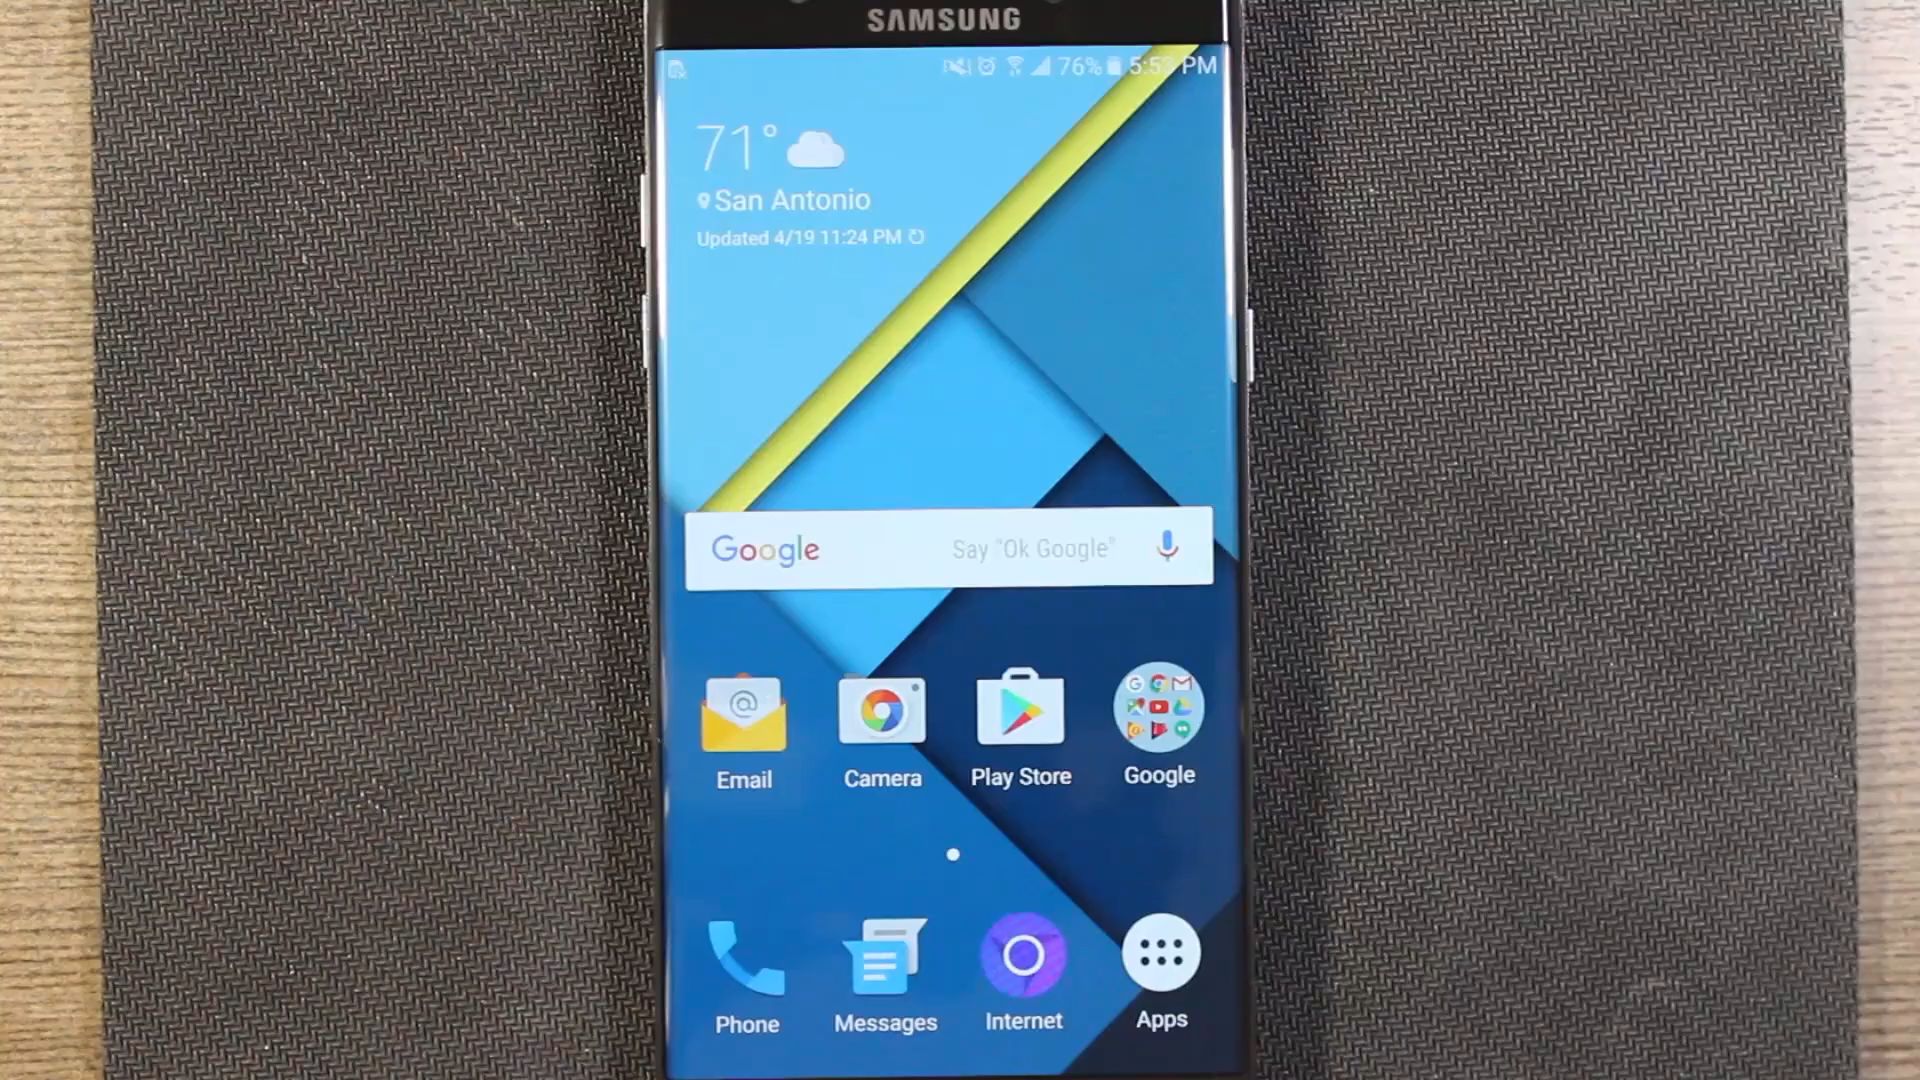 SAMSUNG
76% PM
71°
San Antonio
Updated 4/19 11:24 PM
Google Say "Ok Google"
@
Email Camera Play Store Google
Phone Messages Internet Apps